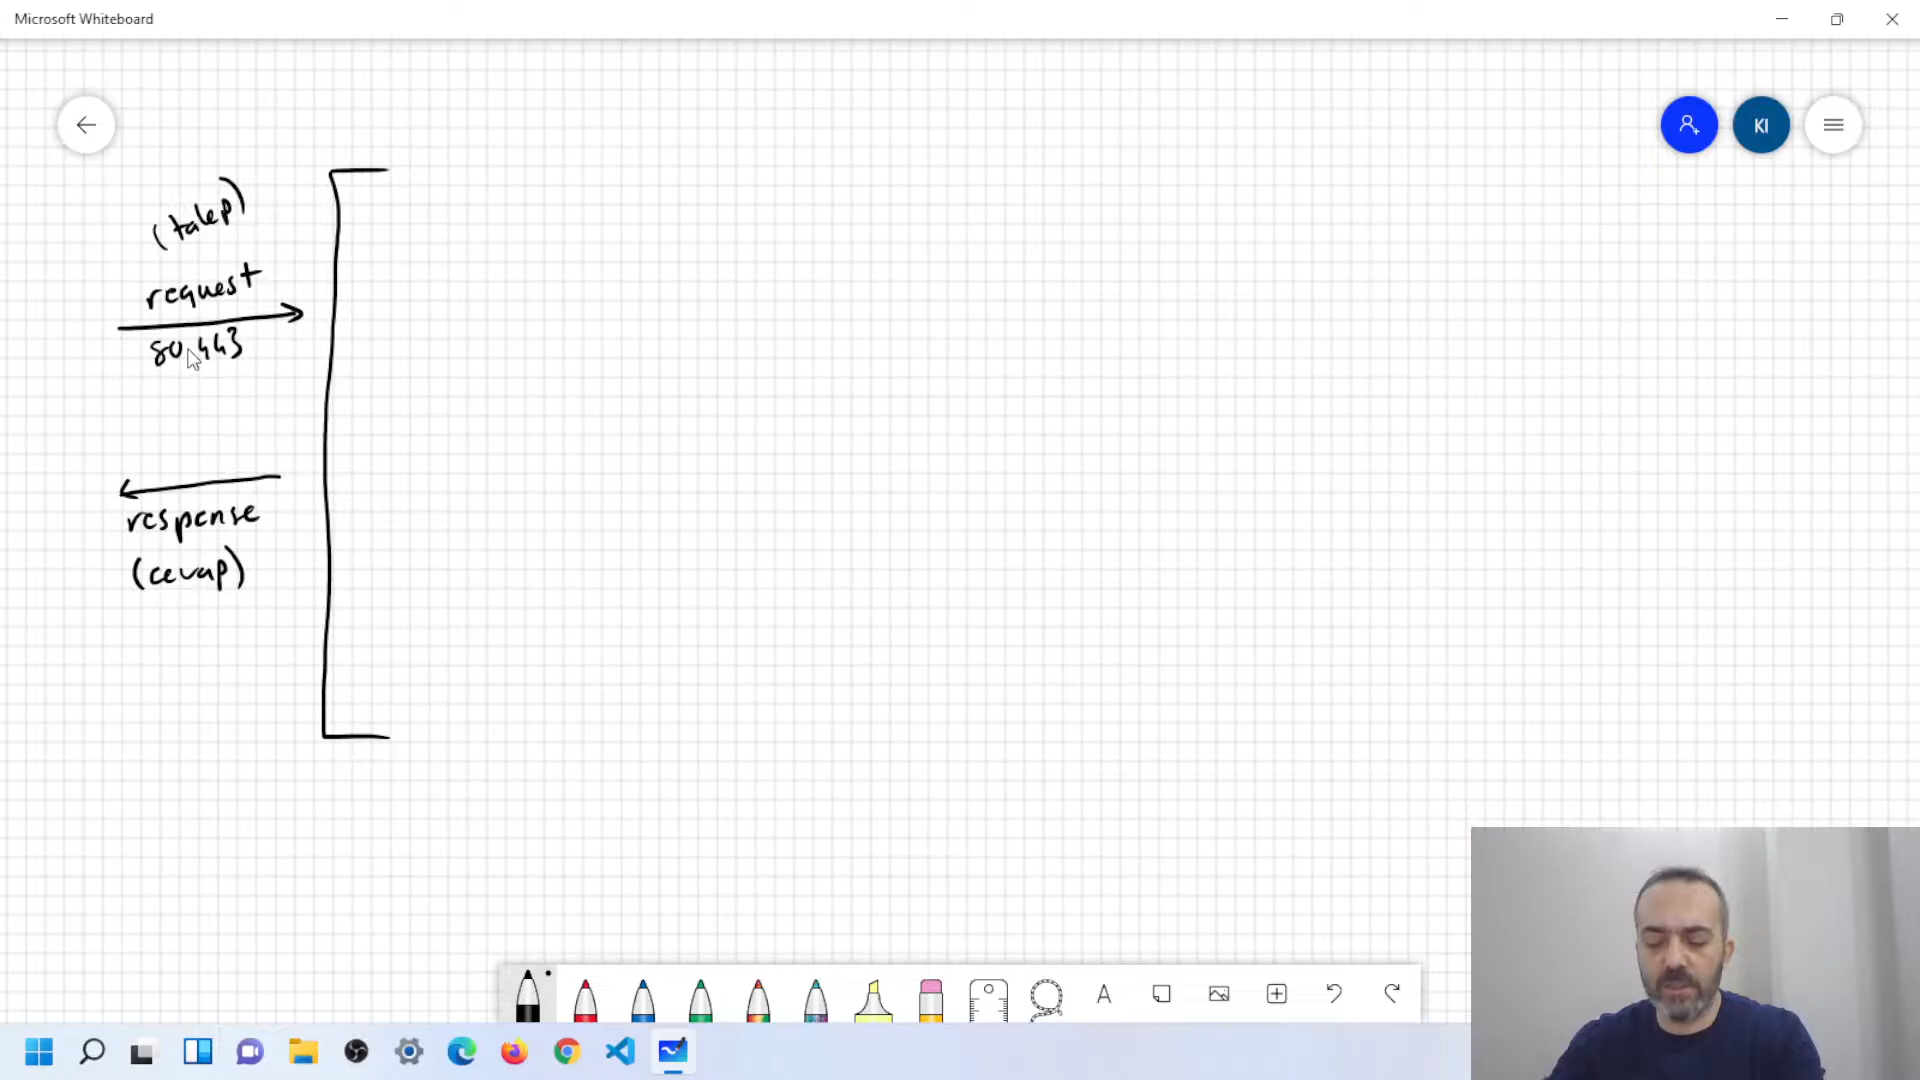 Microsoft Whiteboard
KI
(talep)
request
80,443
response
(cevap)
A